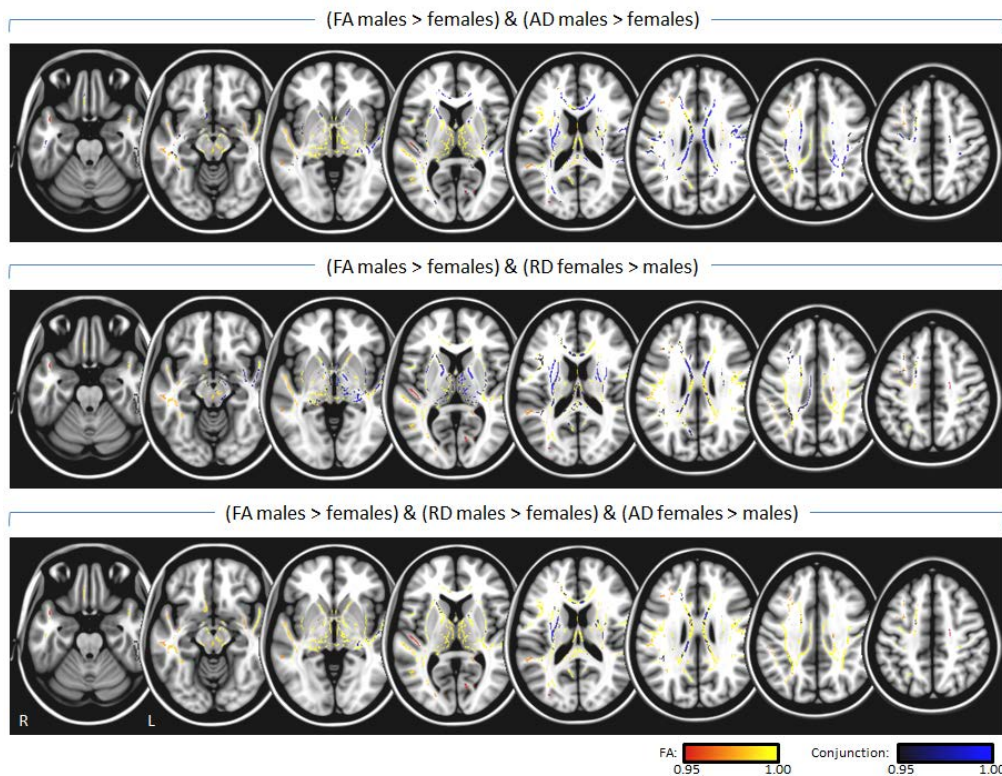 (FA males > females) & (AD males > females)
(FA males > females) & (RD females > males)
(FA males > females) & (RD males > females) & (AD females > males)
R L
FA: Conjunction:
0.95 1.00 0.95 1.00